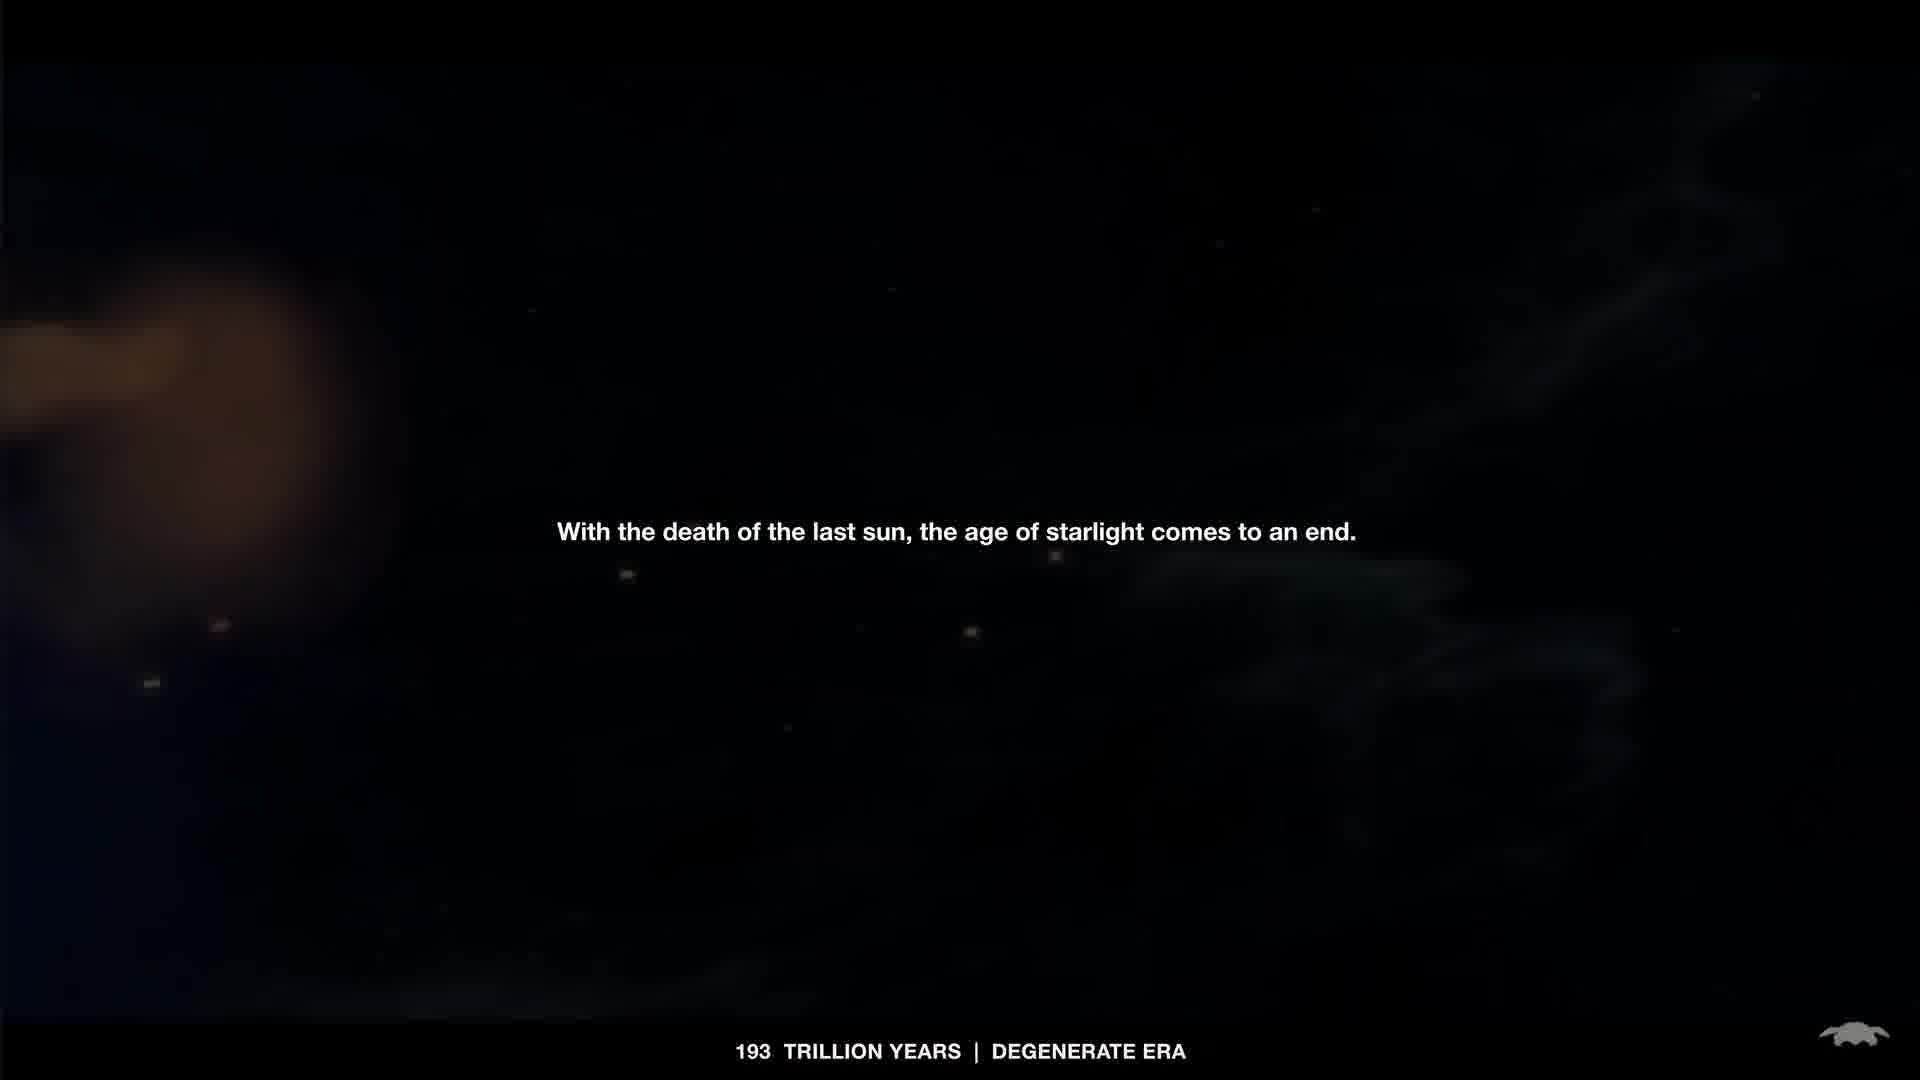 With the death of the last sun, the age of starlight comes to an end.
193 TRILLION YEARS | DEGENERATE ERA